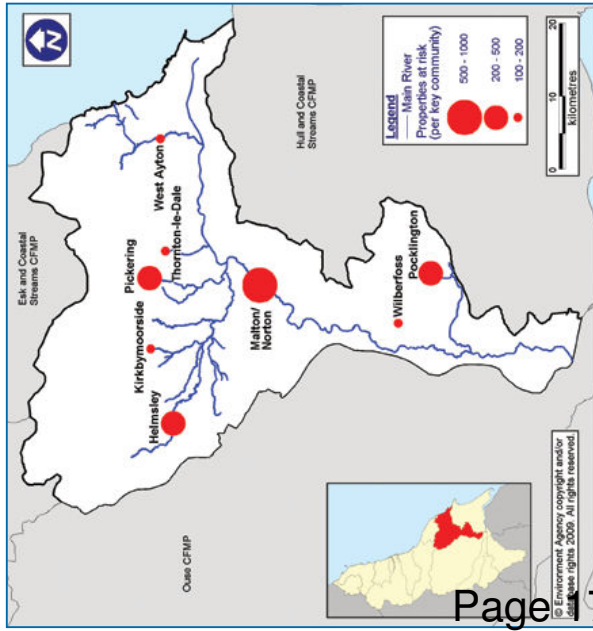 Esk and Coastal
Streams CFMP
N
Kirkbymoorside
Pickering
Thornton-le-Dale
West Ayton
Helmsley
Malton/
Norton
Hull and Coastal
Streams CFMP
Ouse CFMP
Wilberfoss
Pocklington
Legend
Main River
Properties at risk
(per key community)
500 - 1000
200 - 500
100 - 200
0 10 20
kilometres
© Environment Agency copyright and/or
database rights 2009. All rights reserved.
Page 17